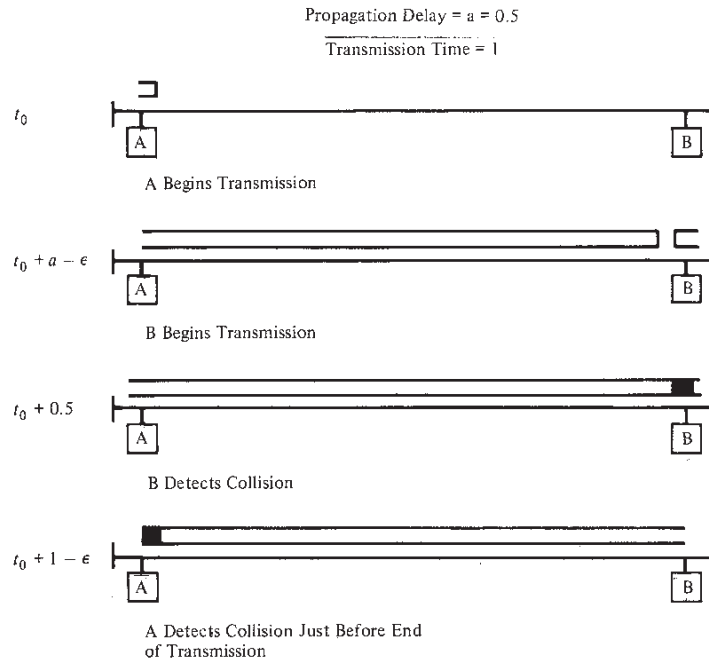 Propagation Delay = a = 0.5
Transmission Time = 1
t₀
A
B
A Begins Transmission
t₀ + a − ϵ
A
B
B Begins Transmission
t₀ + 0.5
A
B
B Detects Collision
t₀ + 1 − ϵ
A
B
A Detects Collision Just Before End
of Transmission